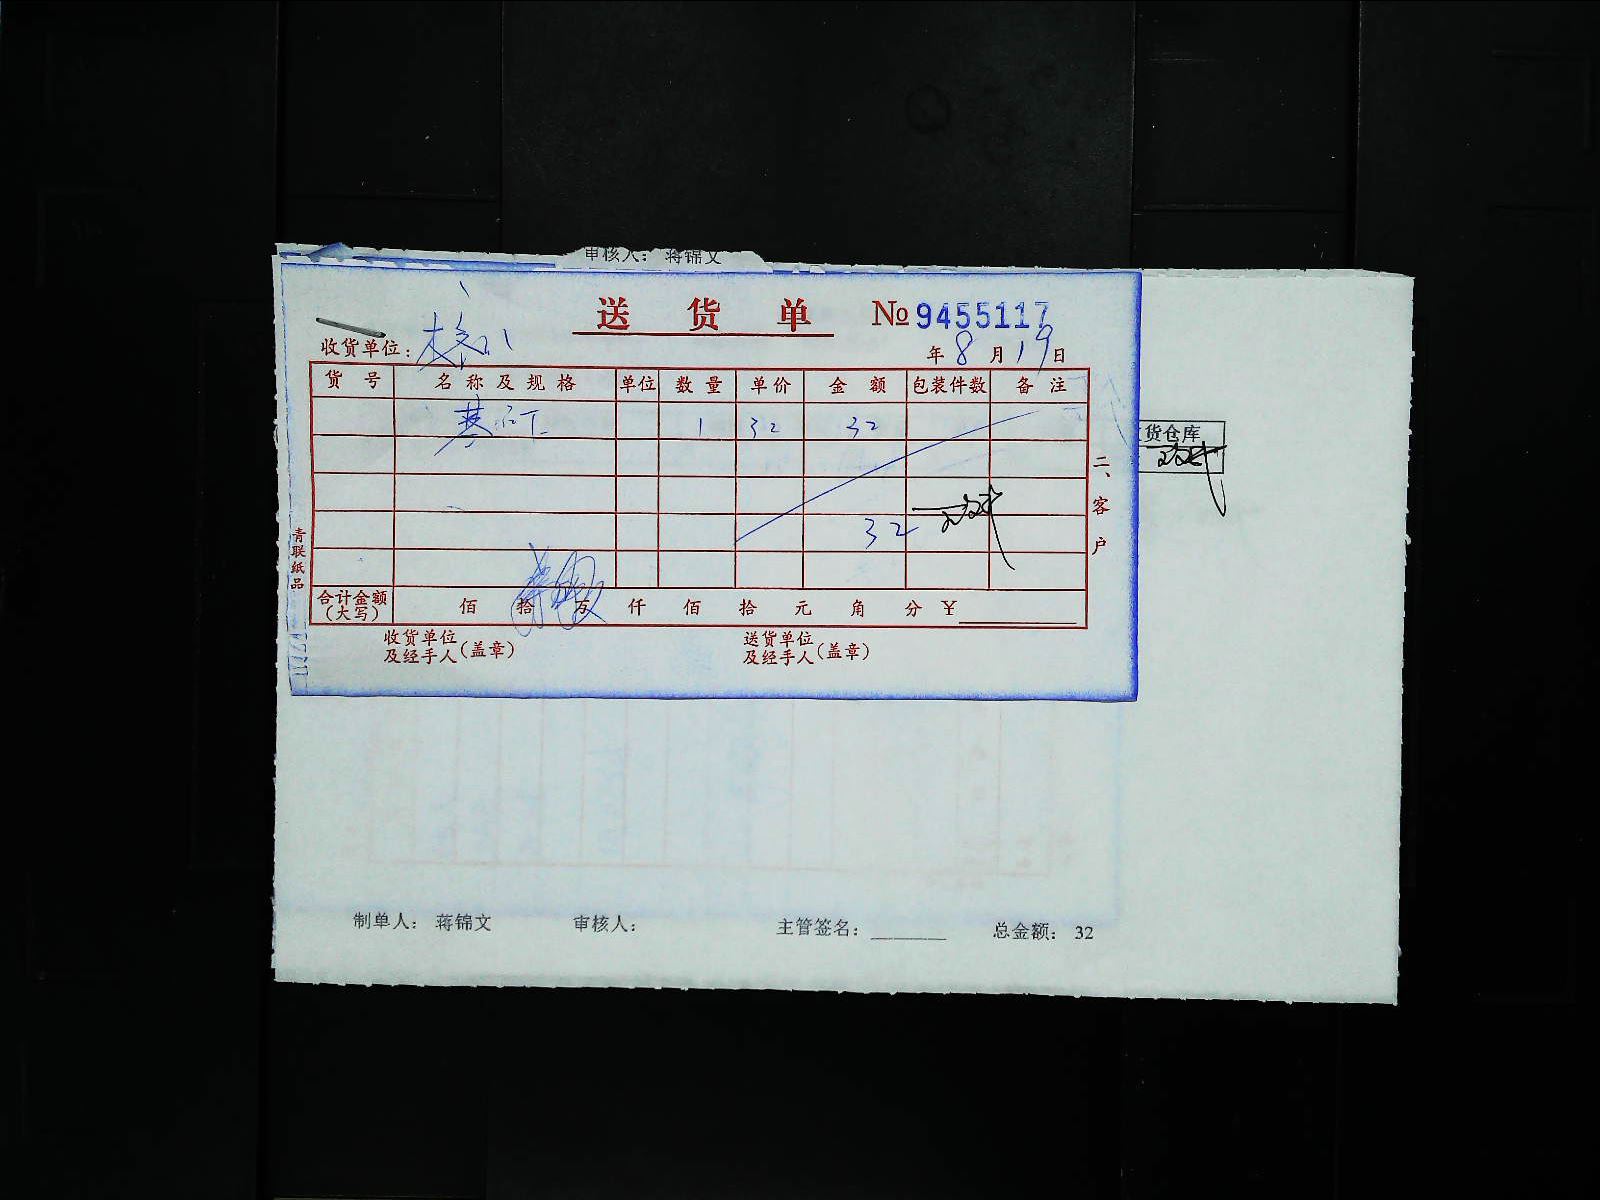 审核人： 蒋锦文
送 货 单 № 9455117
收货单位：
年 8 月 19 日
货 号 名 称 及 规 格 单位 数 量 单价 金 额 包装件数 备 注
1 32 32
货仓库
32
二、客户
青联纸品
合计金额（大写） 佰 拾 万 仟 佰 拾 元 角 分 ¥
收货单位及经手人（盖章） 送货单位及经手人（盖章）
制单人： 蒋锦文 审核人： 主管签名： 总金额： 32